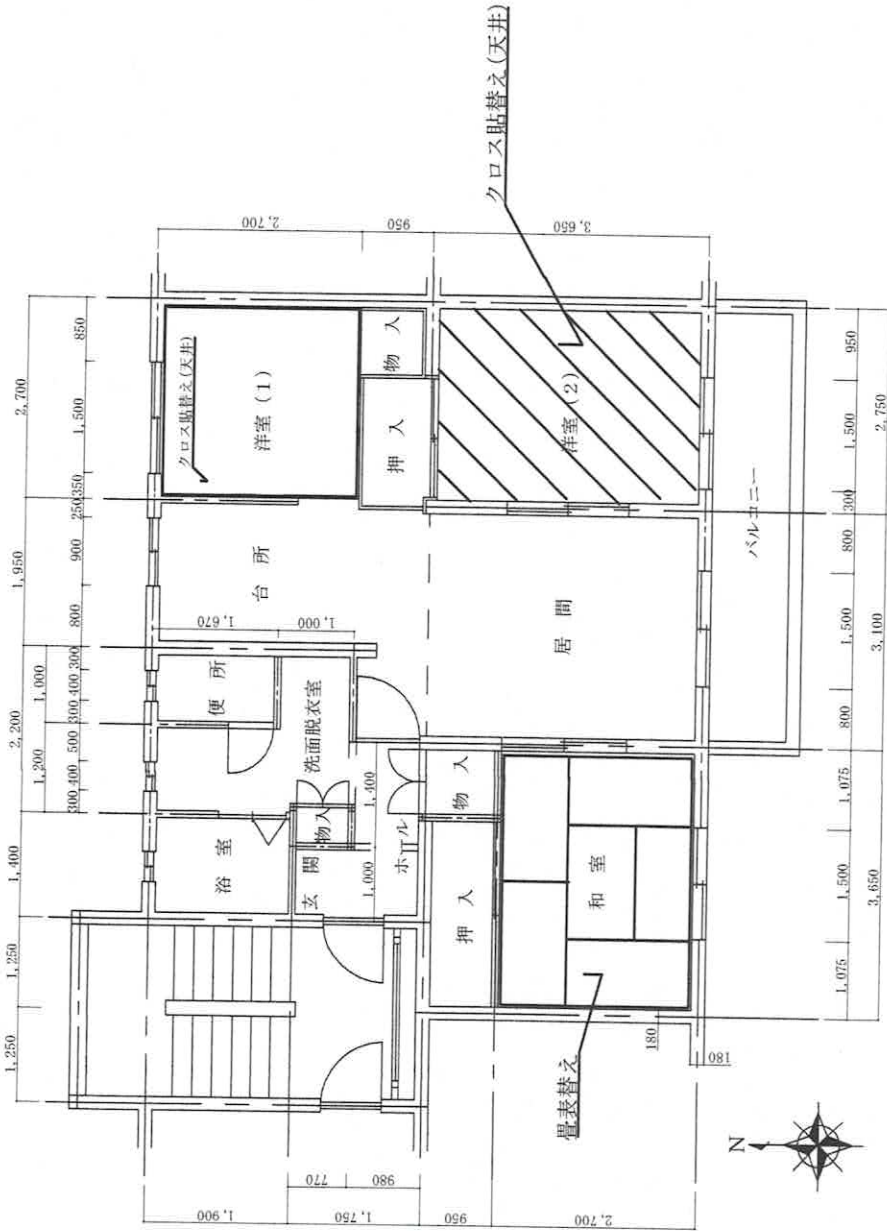 クロス貼替え(天井)
2,700
950
3,650
2,700
1,950
2,200
1,400
1,250
1,250
1,000
1,200
850
1,500
350
250
900
800
300
400
300
500
400
300
クロス貼替え(天井)
洋室(1)
物入
押入
洋室(2)
台所
1,670
1,000
便所
洗面脱衣室
浴室
物入
玄関
ホール
1,400
1,000
居間
物入
押入
和室
バルコニー
畳表替え
180
180
950
1,500
300
800
1,500
800
1,075
1,500
1,075
2,750
3,100
3,650
1,900
770
980
1,750
950
2,700
N